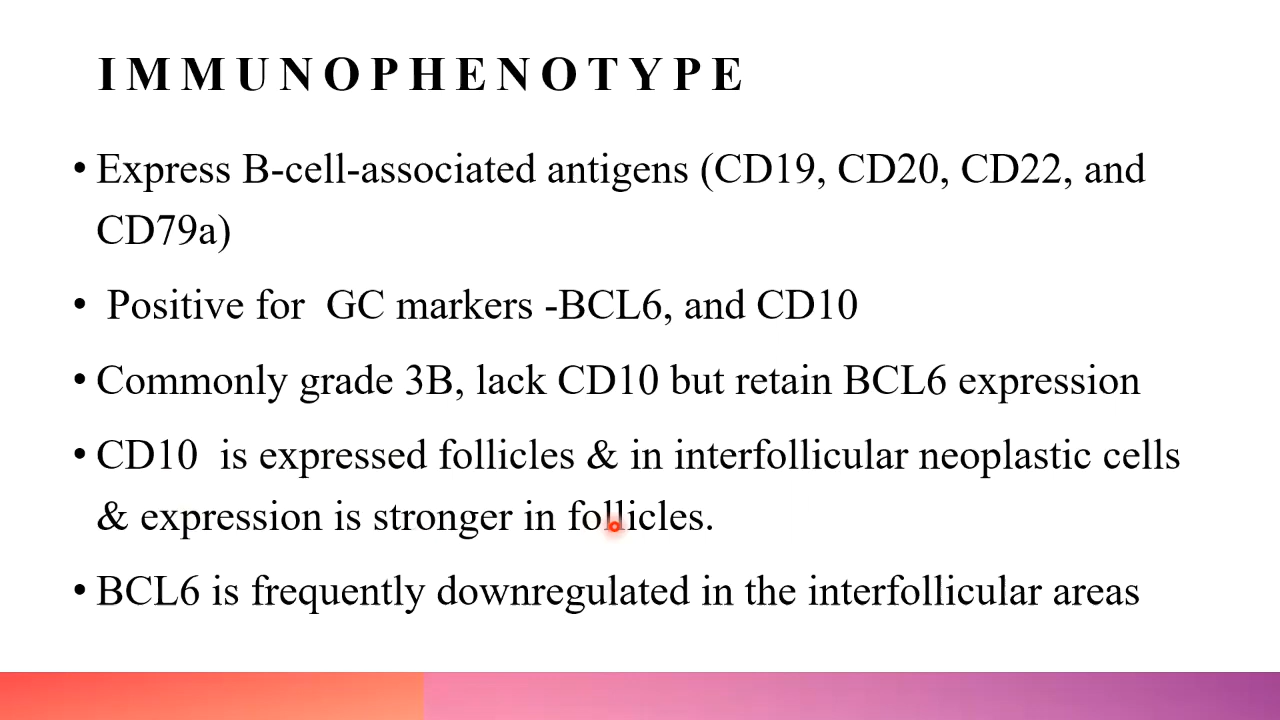 IMMUNOPHENOTYPE
• Express B-cell-associated antigens (CD19, CD20, CD22, and
CD79a)
• Positive for GC markers -BCL6, and CD10
• Commonly grade 3B, lack CD10 but retain BCL6 expression
• CD10 is expressed follicles & in interfollicular neoplastic cells
& expression is stronger in follicles.
• BCL6 is frequently downregulated in the interfollicular areas